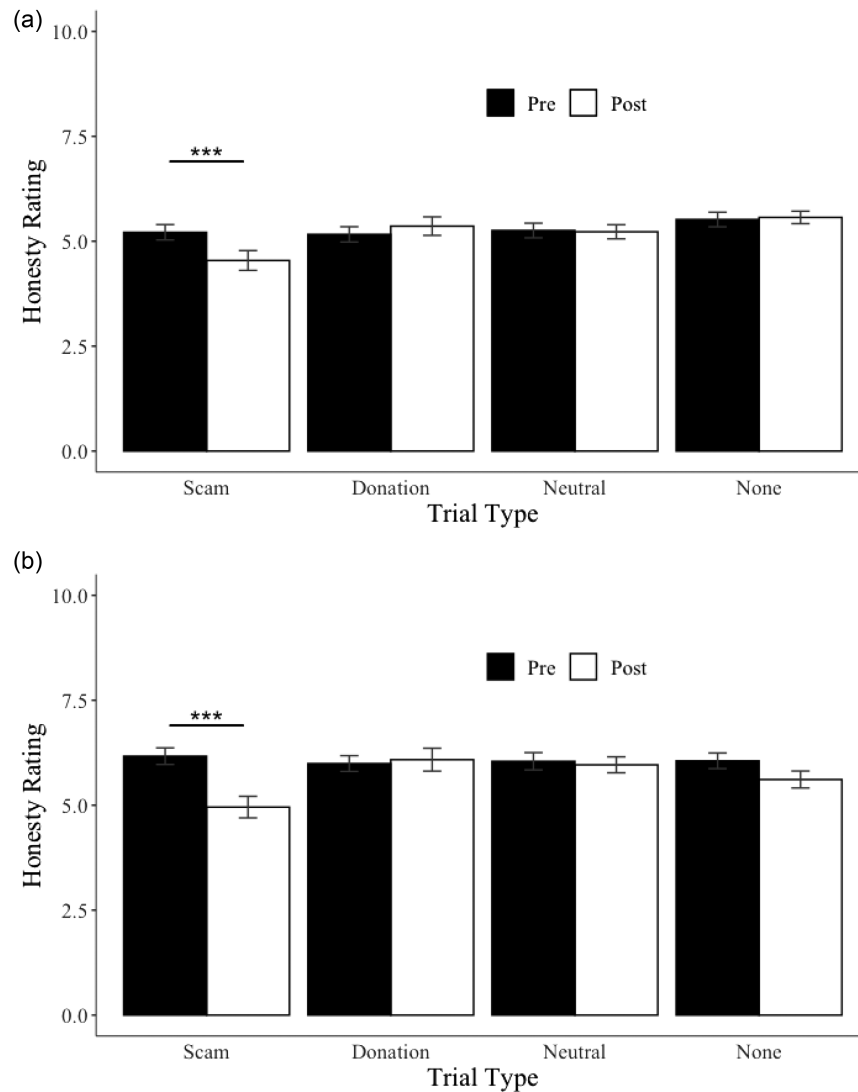 (a)
10.0
Pre Post
7.5
***
Honesty Rating
5.0
2.5
0.0
Scam Donation Neutral None
Trial Type
(b)
10.0
Pre Post
7.5
***
Honesty Rating
5.0
2.5
0.0
Scam Donation Neutral None
Trial Type